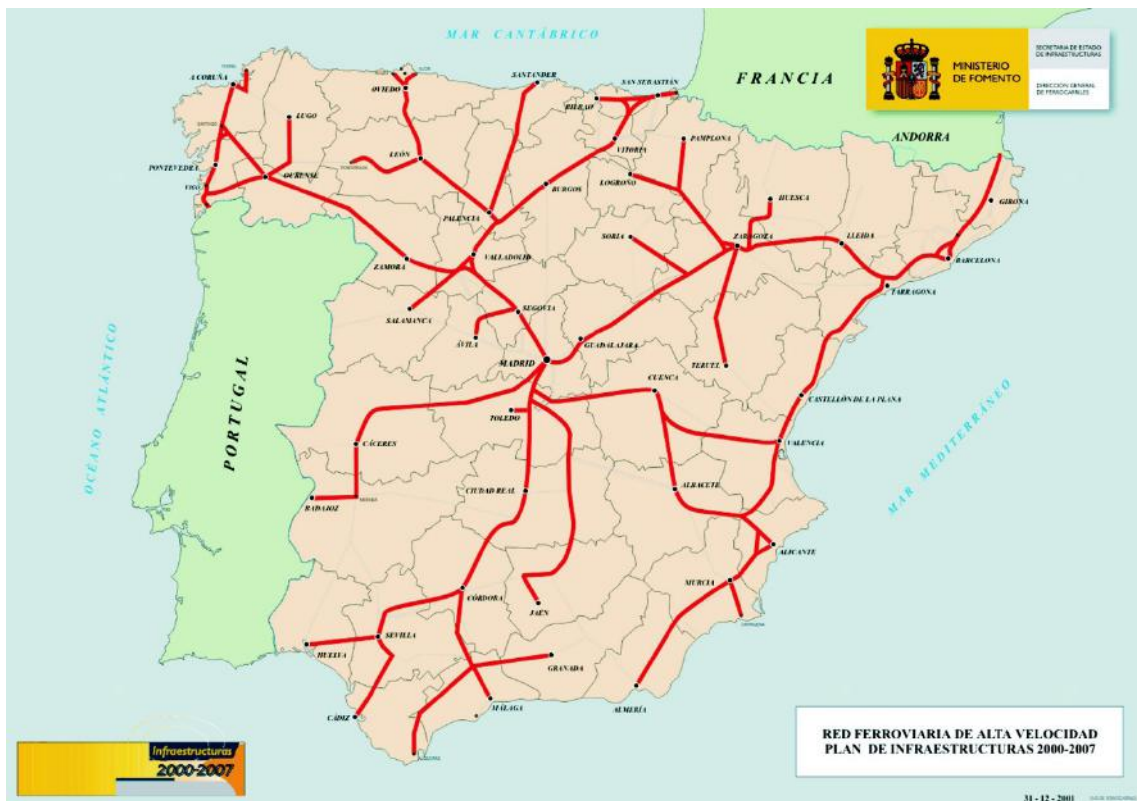 MAR CANTÁBRICO
MINISTERIO
DE FOMENTO
SECRETARIA DE ESTADO
DE INFRAESTRUCTURAS
DIRECCION GENERAL
DE FERROCARRILES
FRANCIA
ANDORRA
A CORUÑA
OVIEDO
SANTANDER
SAN SEBASTIÁN
BILBAO
LUGO
VITORIA
PAMPLONA
LEÓN
PONTEVEDRA
OURENSE
LOGROÑO
VIGO
BURGOS
HUESCA
GIRONA
PALENCIA
SORIA
ZARAGOZA
LLEIDA
VALLADOLID
ZAMORA
BARCELONA
TARRAGONA
SALAMANCA
SEGOVIA
ÁVILA
GUADALAJARA
MADRID
TERUEL
CUENCA
OCÉANO ATLÁNTICO
PORTUGAL
TOLEDO
CASTELLÓN DE LA PLANA
MAR MEDITERRÁNEO
CÁCERES
VALENCIA
CIUDAD REAL
ALBACETE
BADAJOZ
ALICANTE
MURCIA
CÓRDOBA
JAÉN
SEVILLA
HUELVA
GRANADA
CÁDIZ
MÁLAGA
ALMERÍA
Infraestructuras
2000-2007
RED FERROVIARIA DE ALTA VELOCIDAD
PLAN DE INFRAESTRUCTURAS 2000-2007
31 - 12 - 2001